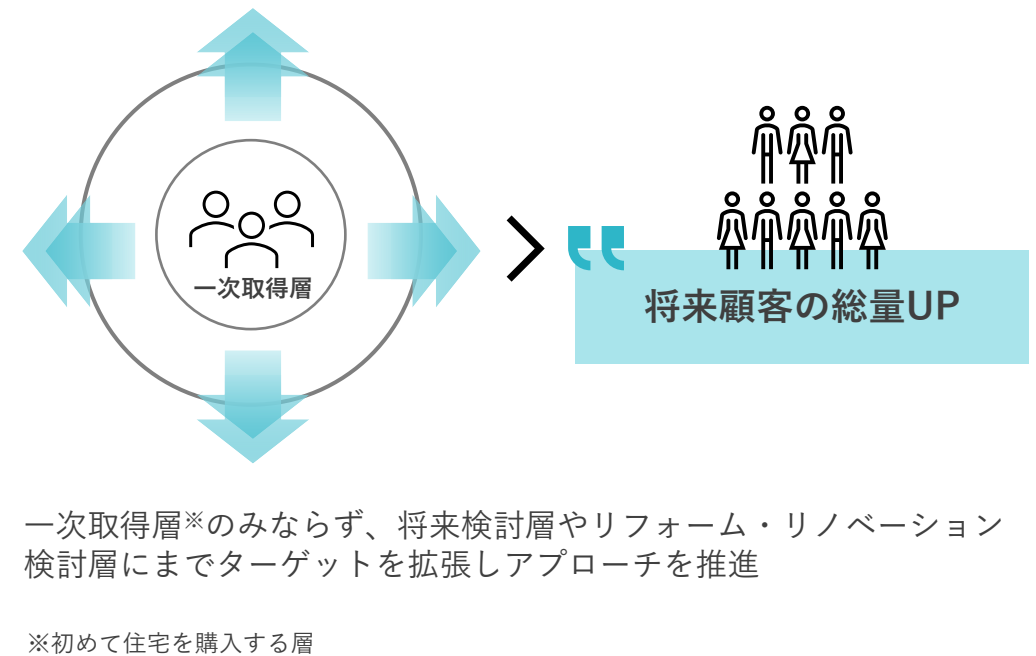 一次取得層
将来顧客の総量UP
一次取得層※のみならず、将来検討層やリフォーム・リノベーション
検討層にまでターゲットを拡張しアプローチを推進
※初めて住宅を購入する層